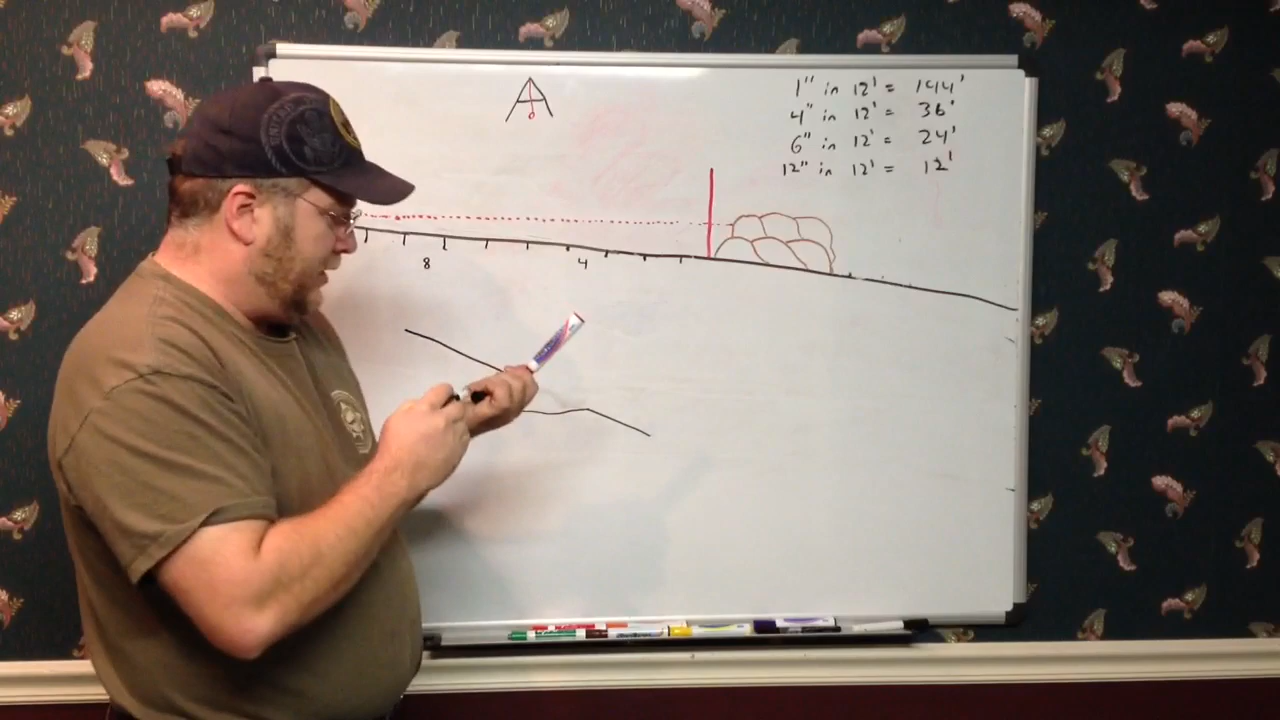 1" in 12' = 144'
4" in 12' = 36'
6" in 12' = 24'
12" in 12' = 12'
8 4